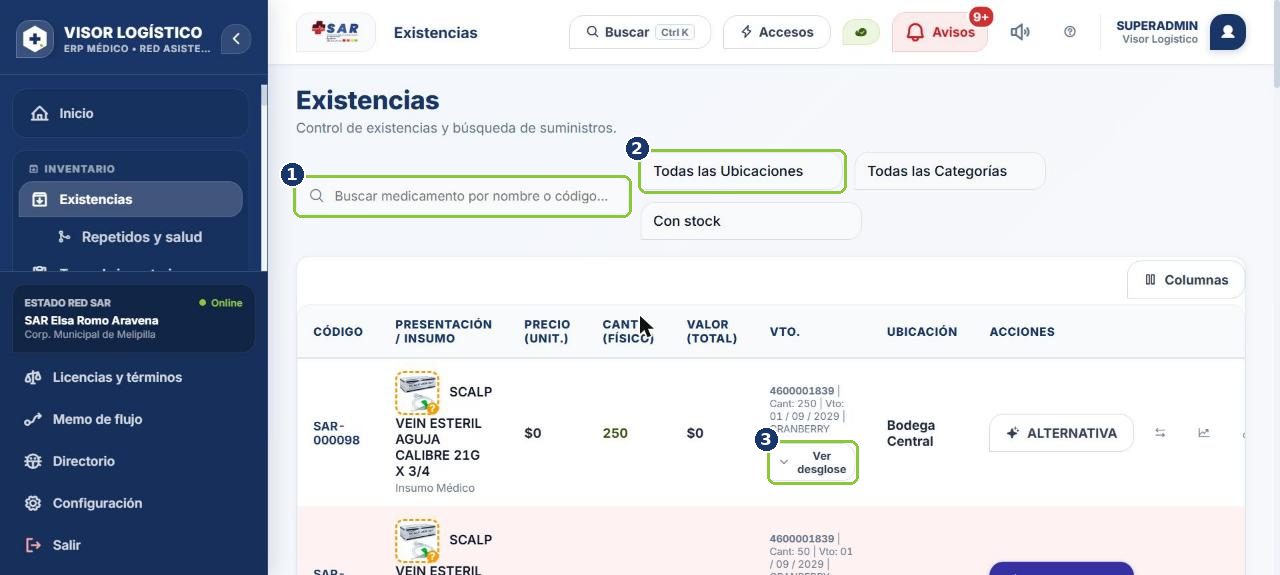 VISOR LOGÍSTICO
ERP MÉDICO • RED ASISTE...
Inicio
INVENTARIO
Existencias
Repetidos y salud
ESTADO RED SAR
Online
SAR Elsa Romo Aravena
Corp. Municipal de Melipilla
Licencias y términos
Memo de flujo
Directorio
Configuración
Salir
SAR
Existencias
Buscar Ctrl K
Accesos
Avisos
9+
SUPERADMIN
Visor Logístico
Existencias
Control de existencias y búsqueda de suministros.
1
Buscar medicamento por nombre o código...
2
Todas las Ubicaciones
Todas las Categorías
Con stock
Columnas
CÓDIGO
PRESENTACIÓN
/ INSUMO
PRECIO
(UNIT.)
CANT
(FÍSICO)
VALOR
(TOTAL)
VTO.
UBICACIÓN
ACCIONES
SAR-
000098
SCALP
VEIN ESTERIL
AGUJA
CALIBRE 21G
X 3/4
Insumo Médico
$0
250
$0
4600001839 |
Cant: 250 | Vto:
01 / 09 / 2029 |
CRANBERRY
3
Ver
desglose
Bodega
Central
ALTERNATIVA
SAR-
SCALP
VEIN ESTERIL
4600001839 |
Cant: 50 | Vto: 01
/ 09 / 2029 |